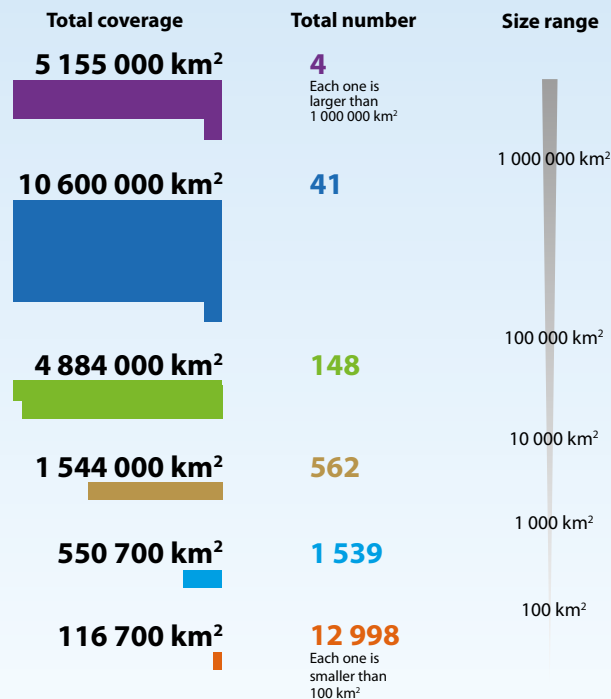 Total coverage Total number Size range
5 155 000 km² 4
Each one is
larger than
1 000 000 km²
1 000 000 km²
10 600 000 km² 41
100 000 km²
4 884 000 km² 148
10 000 km²
1 544 000 km² 562
1 000 km²
550 700 km² 1 539
100 km²
116 700 km² 12 998
Each one is
smaller than
100 km²